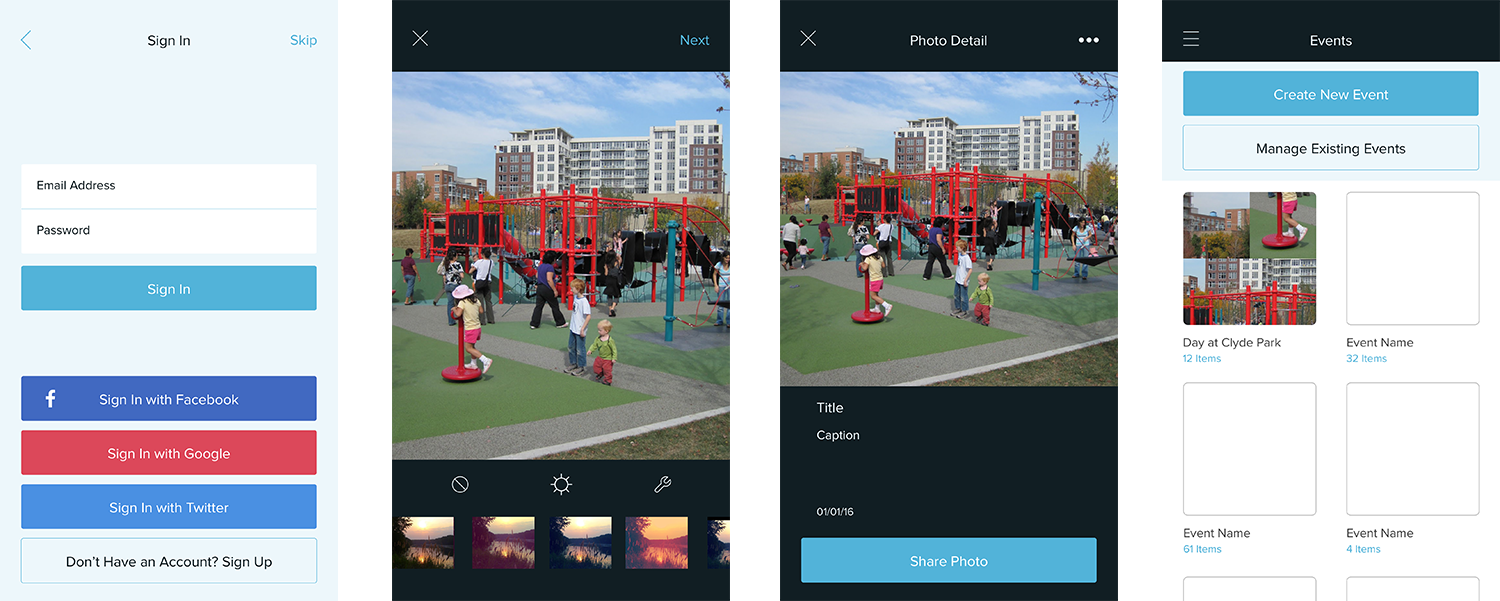 Sign In
Skip
Email Address
Password
Sign In
f
Sign In with Facebook
Sign In with Google
Sign In with Twitter
Don't Have an Account? Sign Up
Next
Photo Detail
Title
Caption
01/01/16
Share Photo
Events
Create New Event
Manage Existing Events
Day at Clyde Park
12 Items
Event Name
32 Items
Event Name
61 Items
Event Name
4 Items